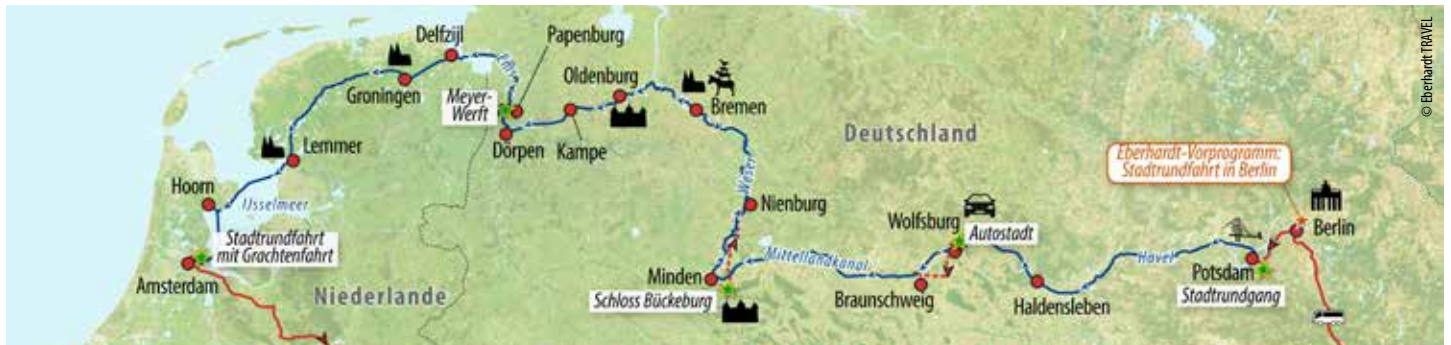 © Eberhardt TRAVEL
Delfzijl
Papenburg
Ems
Groningen
Meyer-
Werft
Oldenburg
Bremen
Lemmer
Dörpen
Kampe
Deutschland
Eberhardt-Vorprogramm:
Stadtrundfahrt in Berlin
Hoorn
IJsselmeer
Weser
Nienburg
Stadtrundfahrt
mit Grachtenfahrt
Wolfsburg
Autostadt
Berlin
Amsterdam
Niederlande
Minden
Mittellandkanal
Havel
Potsdam
Schloss Bückeburg
Braunschweig
Haldensleben
Stadtrundgang